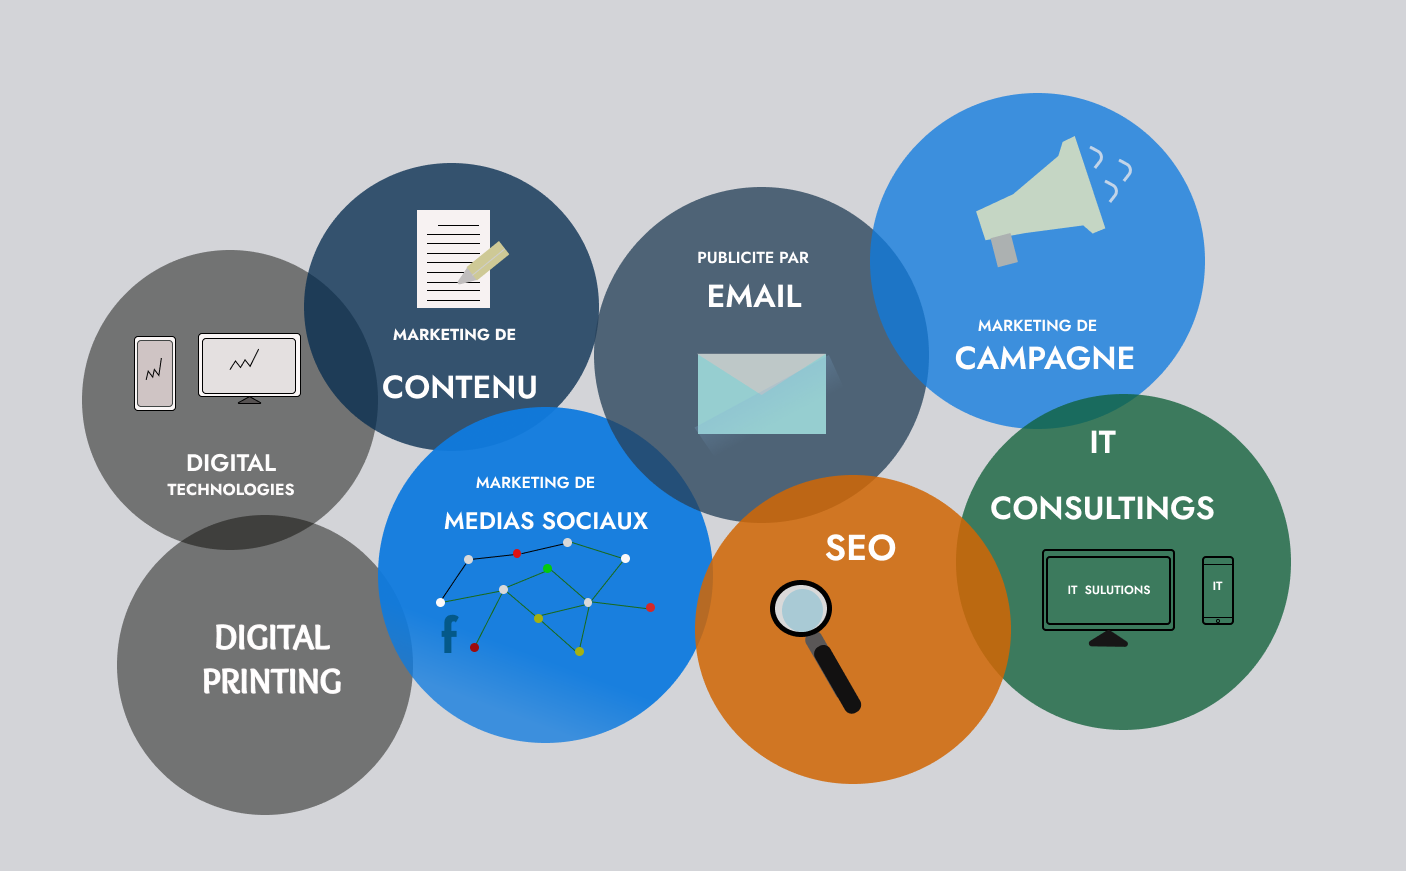 DIGITAL
TECHNOLOGIES
MARKETING DE
CONTENU
PUBLICITE PAR
EMAIL
MARKETING DE
CAMPAGNE
DIGITAL
PRINTING
MARKETING DE
MEDIAS SOCIAUX
f
SEO
IT
CONSULTINGS
IT SULUTIONS
IT